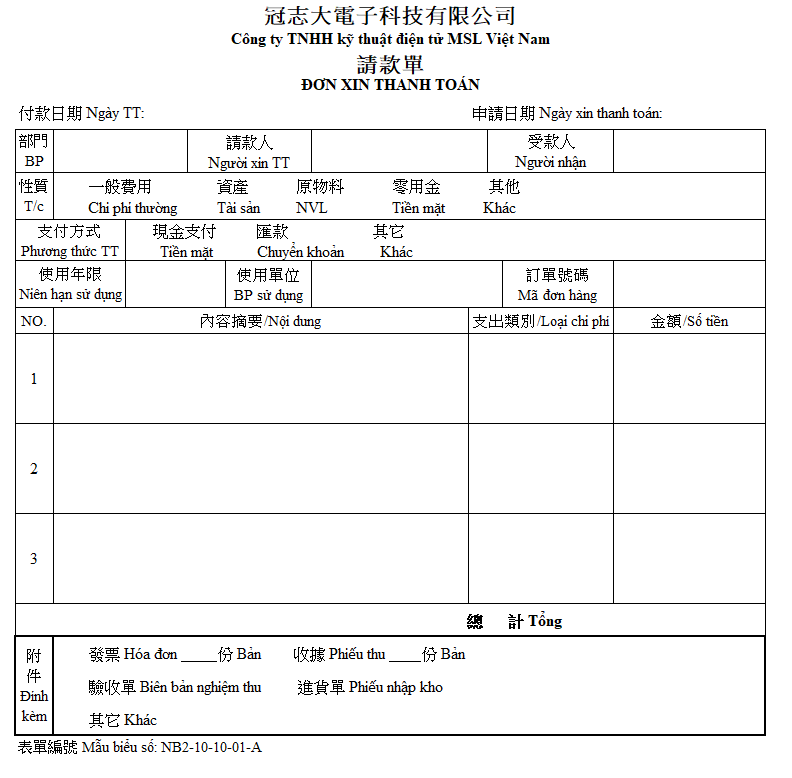 冠志大電子科技有限公司
Công ty TNHH kỹ thuật điện tử MSL Việt Nam
請款單
ĐƠN XIN THANH TOÁN
付款日期 Ngày TT: 申請日期 Ngày xin thanh toán:
部門 請款人 受款人
BP Người xin TT Người nhận
性質 一般費用 資產 原物料 零用金 其他
T/c Chi phi thường Tài sản NVL Tiền mặt Khác
支付方式 現金支付 匯款 其它
Phương thức TT Tiền mặt Chuyển khoản Khác
使用年限 使用單位 訂單號碼
Niên hạn sử dụng BP sử dụng Mã đơn hàng
NO. 內容摘要/Nội dung 支出類別/Loại chi phi 金額/Số tiền
1
2
3
總 計 Tổng
附
件
Đinh
kèm
發票 Hóa đơn _____份 Bản 收據 Phiếu thu ____份 Bản
驗收單 Biên bản nghiệm thu 進貨單 Phiếu nhập kho
其它 Khác
表單編號 Mẫu biểu số: NB2-10-10-01-A